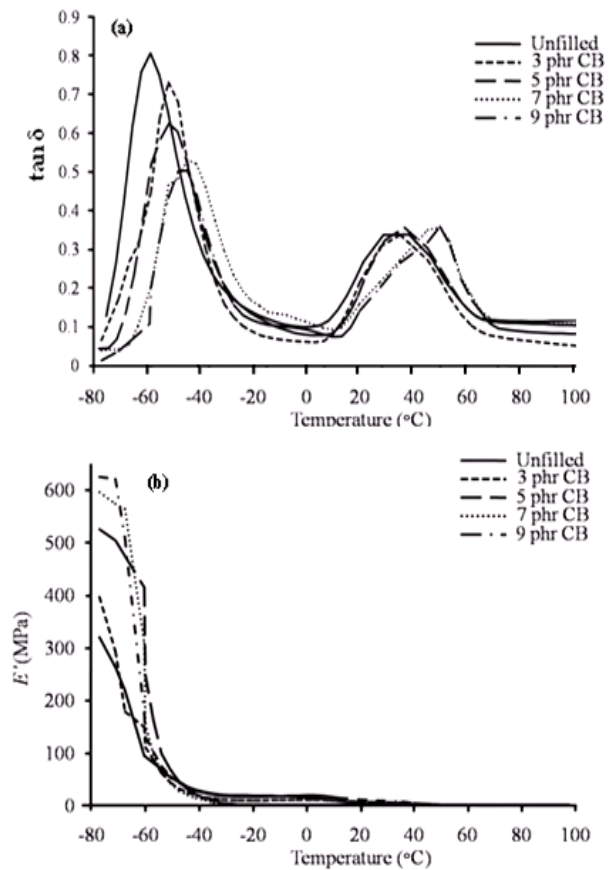 (a)
Unfilled
3 phr CB
5 phr CB
7 phr CB
9 phr CB
tan δ
0.9
0.8
0.7
0.6
0.5
0.4
0.3
0.2
0.1
0
-80 -60 -40 -20 0 20 40 60 80 100
Temperature (°C)
(b)
Unfilled
3 phr CB
5 phr CB
7 phr CB
9 phr CB
E' (MPa)
600
500
400
300
200
100
0
-80 -60 -40 -20 0 20 40 60 80 100
Temperature (°C)